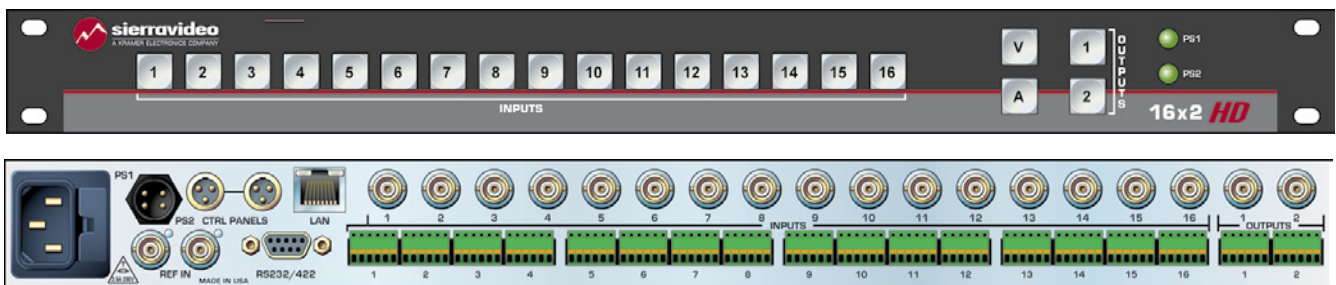 sierravideo
A KRAMER ELECTRONICS COMPANY
1 2 3 4 5 6 7 8 9 10 11 12 13 14 15 16
INPUTS
V 1
A 2
OUTPUTS
PS1
PS2
16x2 HD
PS1
PS2 CTRL PANELS
LAN
1 2 3 4 5 6 7 8 9 10 11 12 13 14 15 16 1 2
INPUTS
OUTPUTS
REF IN
MADE IN USA
RS232/422
1 2 3 4 5 6 7 8 9 10 11 12 13 14 15 16 1 2